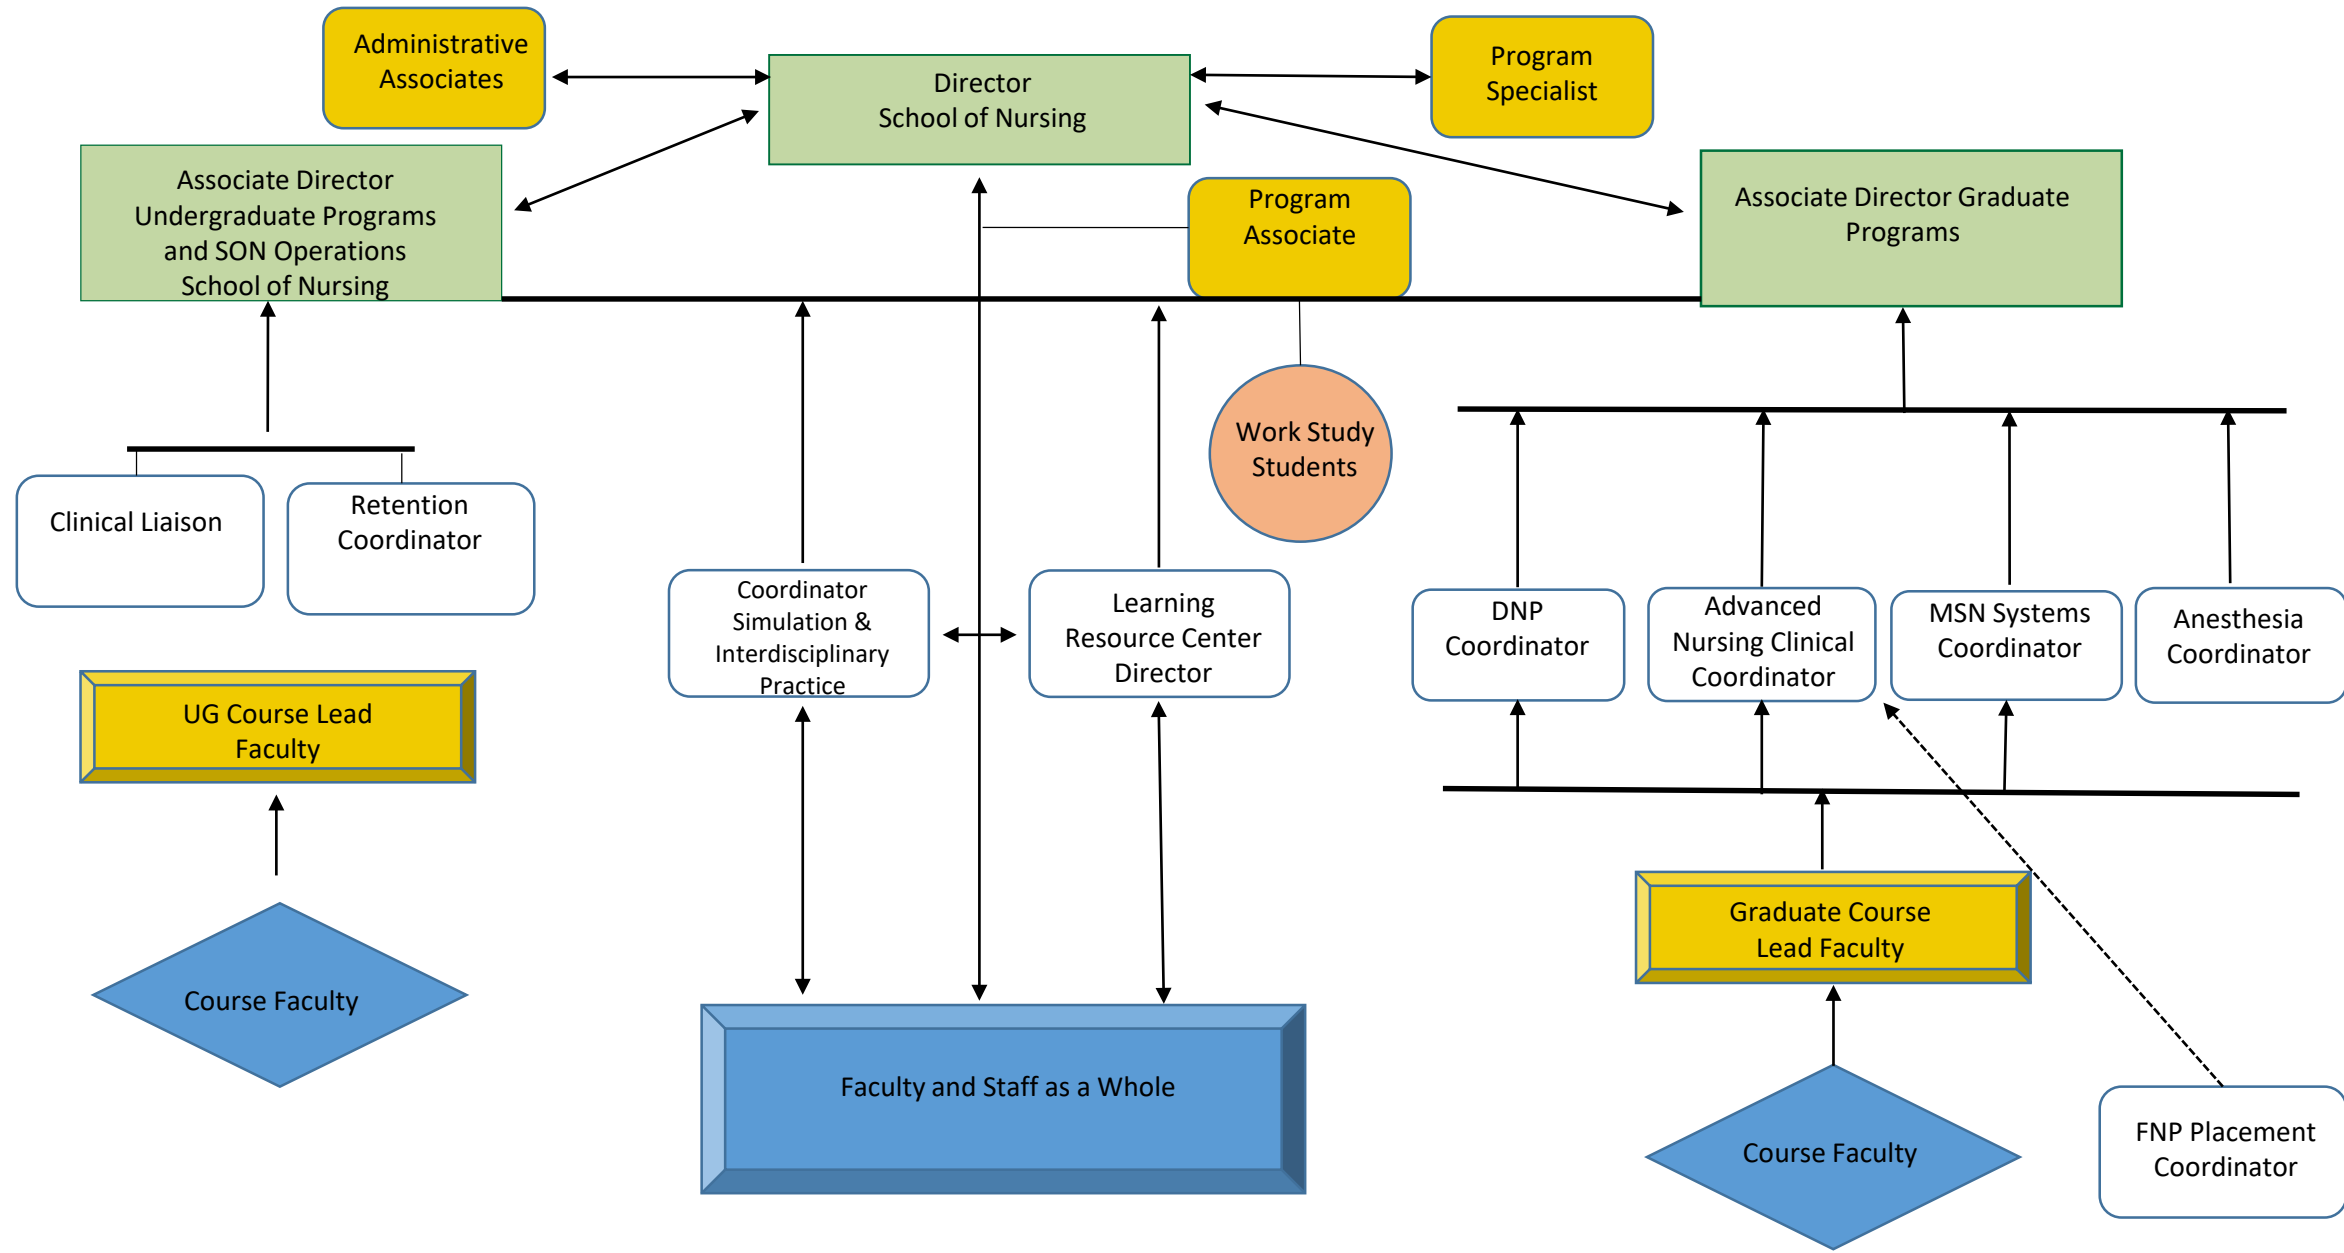 Administrative
Associates
Director
School of Nursing
Program
Specialist
Associate Director
Undergraduate Programs
and SON Operations
School of Nursing
Program
Associate
Associate Director Graduate
Programs
Work Study
Students
Clinical Liaison
Retention
Coordinator
Coordinator
Simulation &
Interdisciplinary
Practice
Learning
Resource Center
Director
DNP
Coordinator
Advanced
Nursing Clinical
Coordinator
MSN Systems
Coordinator
Anesthesia
Coordinator
UG Course Lead
Faculty
Graduate Course
Lead Faculty
Course Faculty
Faculty and Staff as a Whole
Course Faculty
FNP Placement
Coordinator